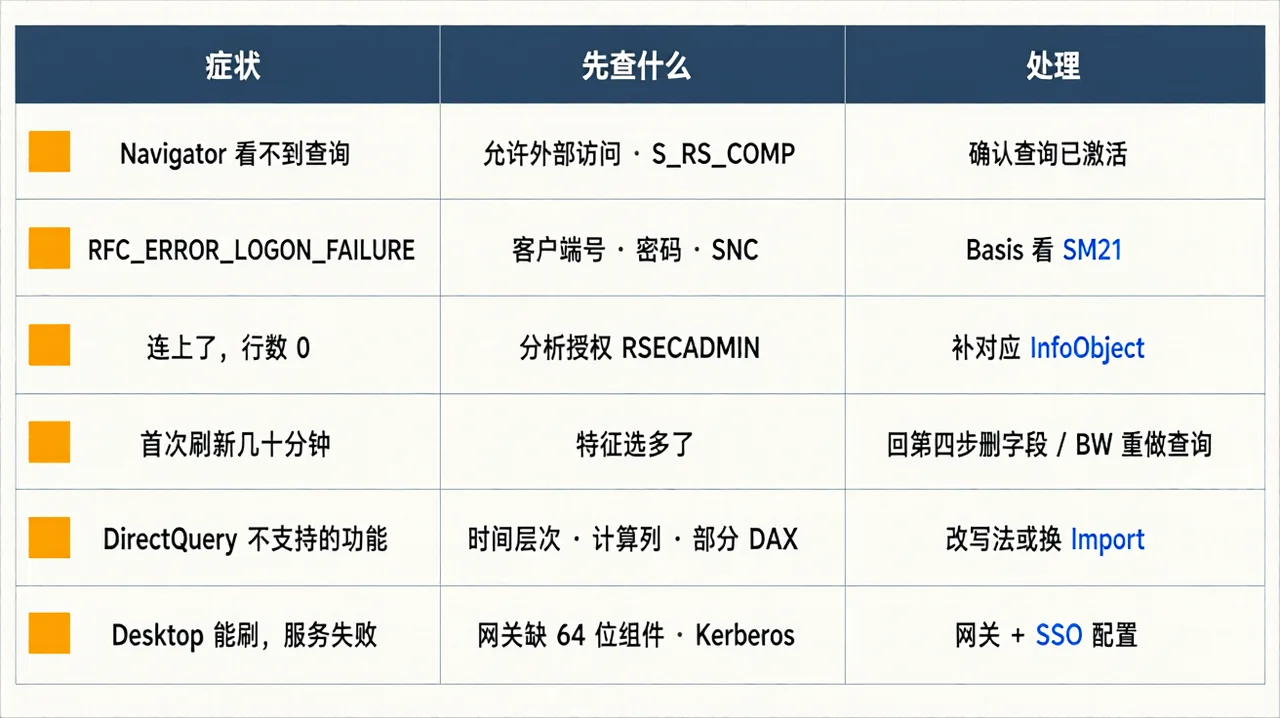 症状 先查什么 处理
Navigator 看不到查询 允许外部访问 · S_RS_COMP 确认查询已激活
RFC_ERROR_LOGON_FAILURE 客户端号 · 密码 · SNC Basis 看 SM21
连上了，行数 0 分析授权 RSECADMIN 补对应 InfoObject
首次刷新几十分钟 特征选多了 回第四步删字段 / BW 重做查询
DirectQuery 不支持的功能 时间层次 · 计算列 · 部分 DAX 改写法或换 Import
Desktop 能刷，服务失败 网关缺 64 位组件 · Kerberos 网关 + SSO 配置